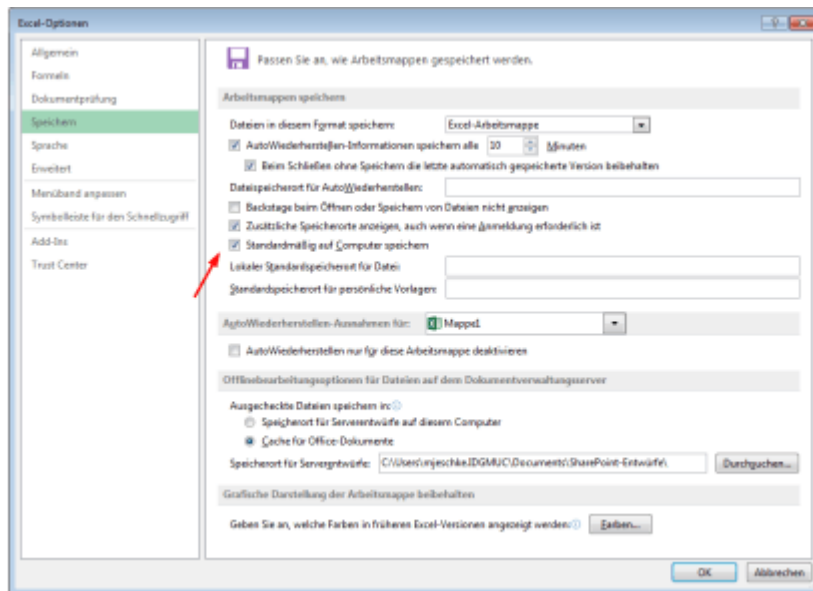 Excel-Optionen
Allgemein
Formeln
Dokumentprüfung
Speichern
Sprache
Erweitert
Menüband anpassen
Symbolleiste für den Schnellzugriff
Add-Ins
Trust Center
Passen Sie an, wie Arbeitsmappen gespeichert werden.
Arbeitsmappen speichern
Dateien in diesem Format speichern: Excel-Arbeitsmappe
AutoWiederherstellen-Informationen speichern alle 10 Minuten
Beim Schließen ohne Speichern die letzte automatisch gespeicherte Version beibehalten
Dateispeicherort für AutoWiederherstellen:
Backstage beim Öffnen oder Speichern von Dateien nicht anzeigen
Zusätzliche Speicherorte anzeigen, auch wenn eine Anmeldung erforderlich ist
Standardmäßig auf Computer speichern
Lokaler Standardspeicherort für Datei:
Standardspeicherort für persönliche Vorlagen:
AutoWiederherstellen-Ausnahmen für: Mappe1
AutoWiederherstellen nur für diese Arbeitsmappe deaktivieren
Offlinebearbeitungsoptionen für Dateien auf dem Dokumentverwaltungsserver
Ausgecheckte Dateien speichern in:
Speicherort für Serverentwürfe auf diesem Computer
Cache für Office-Dokumente
Speicherort für Serverentwürfe: C:\Users\mjeschke.IDGMUC\Documents\SharePoint-Entwürfe\ Durchsuchen...
Grafische Darstellung der Arbeitsmappe beibehalten
Geben Sie an, welche Farben in früheren Excel-Versionen angezeigt werden: Farben...
OK Abbrechen